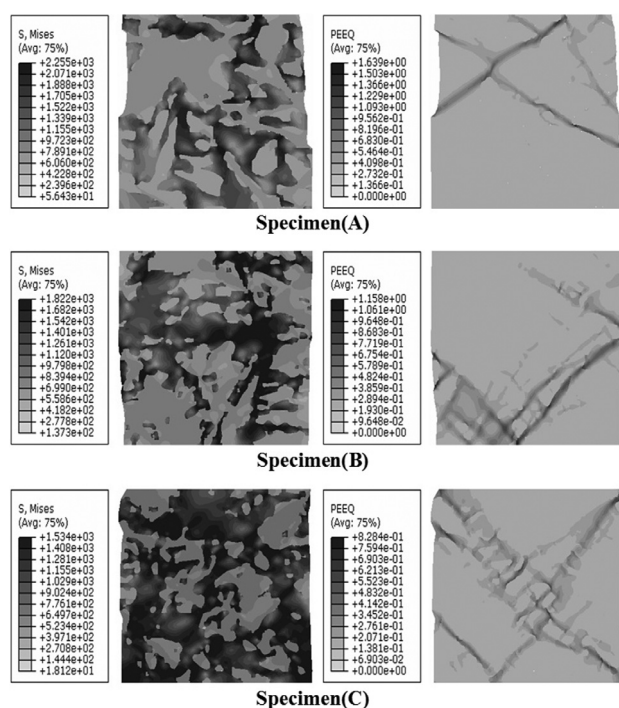 S, Mises
(Avg: 75%)
+2.255e+03
+2.071e+03
+1.888e+03
+1.705e+03
+1.522e+03
+1.339e+03
+1.155e+03
+9.723e+02
+7.891e+02
+6.060e+02
+4.228e+02
+2.396e+02
+5.643e+01
PEEQ
(Avg: 75%)
+1.639e+00
+1.503e+00
+1.366e+00
+1.229e+00
+1.093e+00
+9.562e-01
+8.196e-01
+6.830e-01
+5.464e-01
+4.098e-01
+2.732e-01
+1.366e-01
+0.000e+00
Specimen(A)
S, Mises
(Avg: 75%)
+1.822e+03
+1.682e+03
+1.542e+03
+1.401e+03
+1.261e+03
+1.120e+03
+9.798e+02
+8.394e+02
+6.990e+02
+5.586e+02
+4.182e+02
+2.778e+02
+1.373e+02
PEEQ
(Avg: 75%)
+1.158e+00
+1.061e+00
+9.648e-01
+8.683e-01
+7.719e-01
+6.754e-01
+5.789e-01
+4.824e-01
+3.859e-01
+2.894e-01
+1.930e-01
+9.648e-02
+0.000e+00
Specimen(B)
S, Mises
(Avg: 75%)
+1.534e+03
+1.408e+03
+1.281e+03
+1.155e+03
+1.029e+03
+9.024e+02
+7.761e+02
+6.497e+02
+5.234e+02
+3.971e+02
+2.708e+02
+1.444e+02
+1.812e+01
PEEQ
(Avg: 75%)
+8.284e-01
+7.594e-01
+6.903e-01
+6.213e-01
+5.523e-01
+4.832e-01
+4.142e-01
+3.452e-01
+2.761e-01
+2.071e-01
+1.381e-01
+6.903e-02
+0.000e+00
Specimen(C)